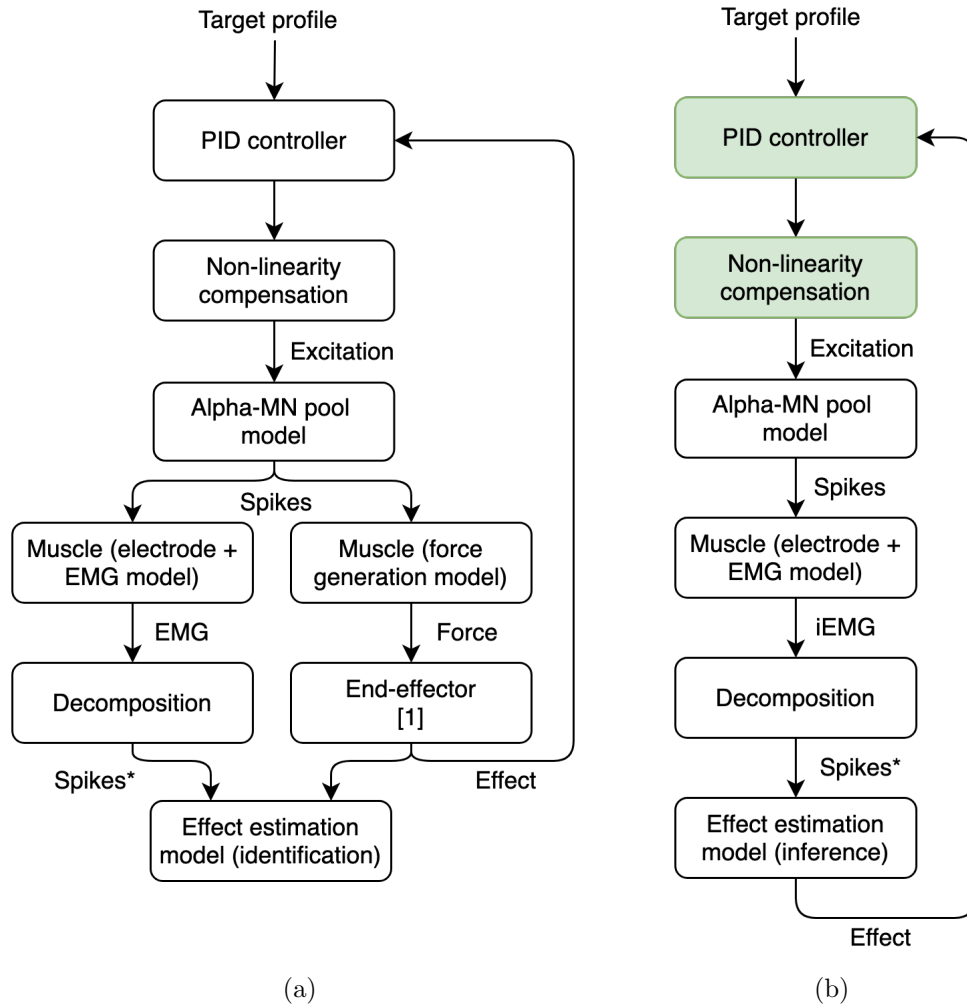 Target profile
PID controller
Non-linearity
compensation
Excitation
Alpha-MN pool
model
Spikes
Muscle (electrode +
EMG model)
Muscle (force
generation model)
EMG
Force
Decomposition
End-effector
[1]
Spikes*
Effect
Effect estimation
model (identification)
(a)
Target profile
PID controller
Non-linearity
compensation
Excitation
Alpha-MN pool
model
Spikes
Muscle (electrode +
EMG model)
iEMG
Decomposition
Spikes*
Effect estimation
model (inference)
Effect
(b)